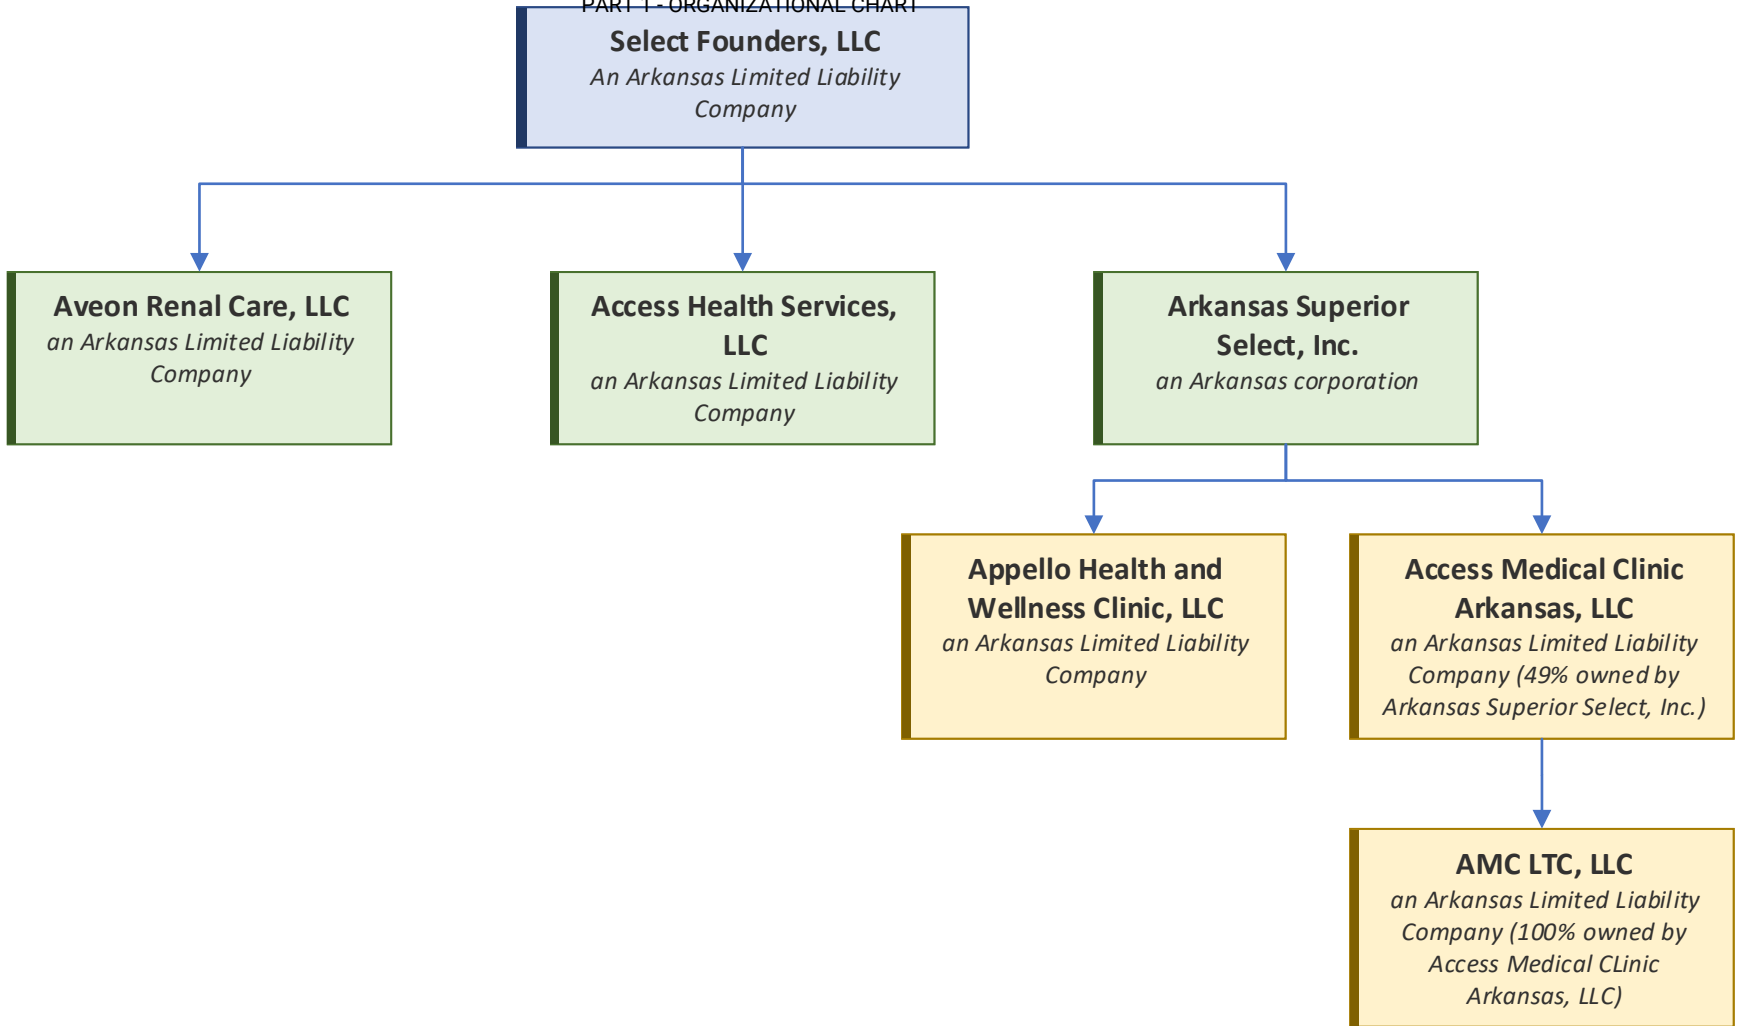 PART 1 - ORGANIZATIONAL CHART
Select Founders, LLC
An Arkansas Limited Liability
Company
Aveon Renal Care, LLC
an Arkansas Limited Liability
Company
Access Health Services,
LLC
an Arkansas Limited Liability
Company
Arkansas Superior
Select, Inc.
an Arkansas corporation
Appello Health and
Wellness Clinic, LLC
an Arkansas Limited Liability
Company
Access Medical Clinic
Arkansas, LLC
an Arkansas Limited Liability
Company (49% owned by
Arkansas Superior Select, Inc.)
AMC LTC, LLC
an Arkansas Limited Liability
Company (100% owned by
Access Medical CLinic
Arkansas, LLC)